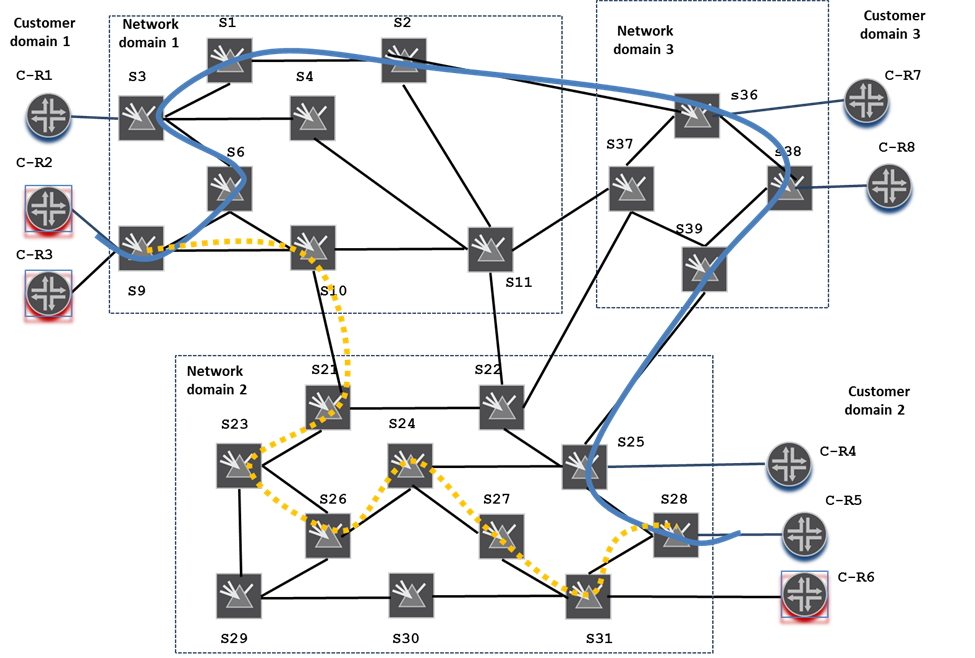 Customer
domain 1
Network
domain 1
S1
S2
Network
domain 3
Customer
domain 3
C-R1
S3
S4
s36
C-R7
C-R2
S6
S37
s38
C-R8
C-R3
S9
S10
S11
S39
Network
domain 2
S21
S22
Customer
domain 2
S23
S24
S25
C-R4
S26
S27
S28
C-R5
C-R6
S29
S30
S31